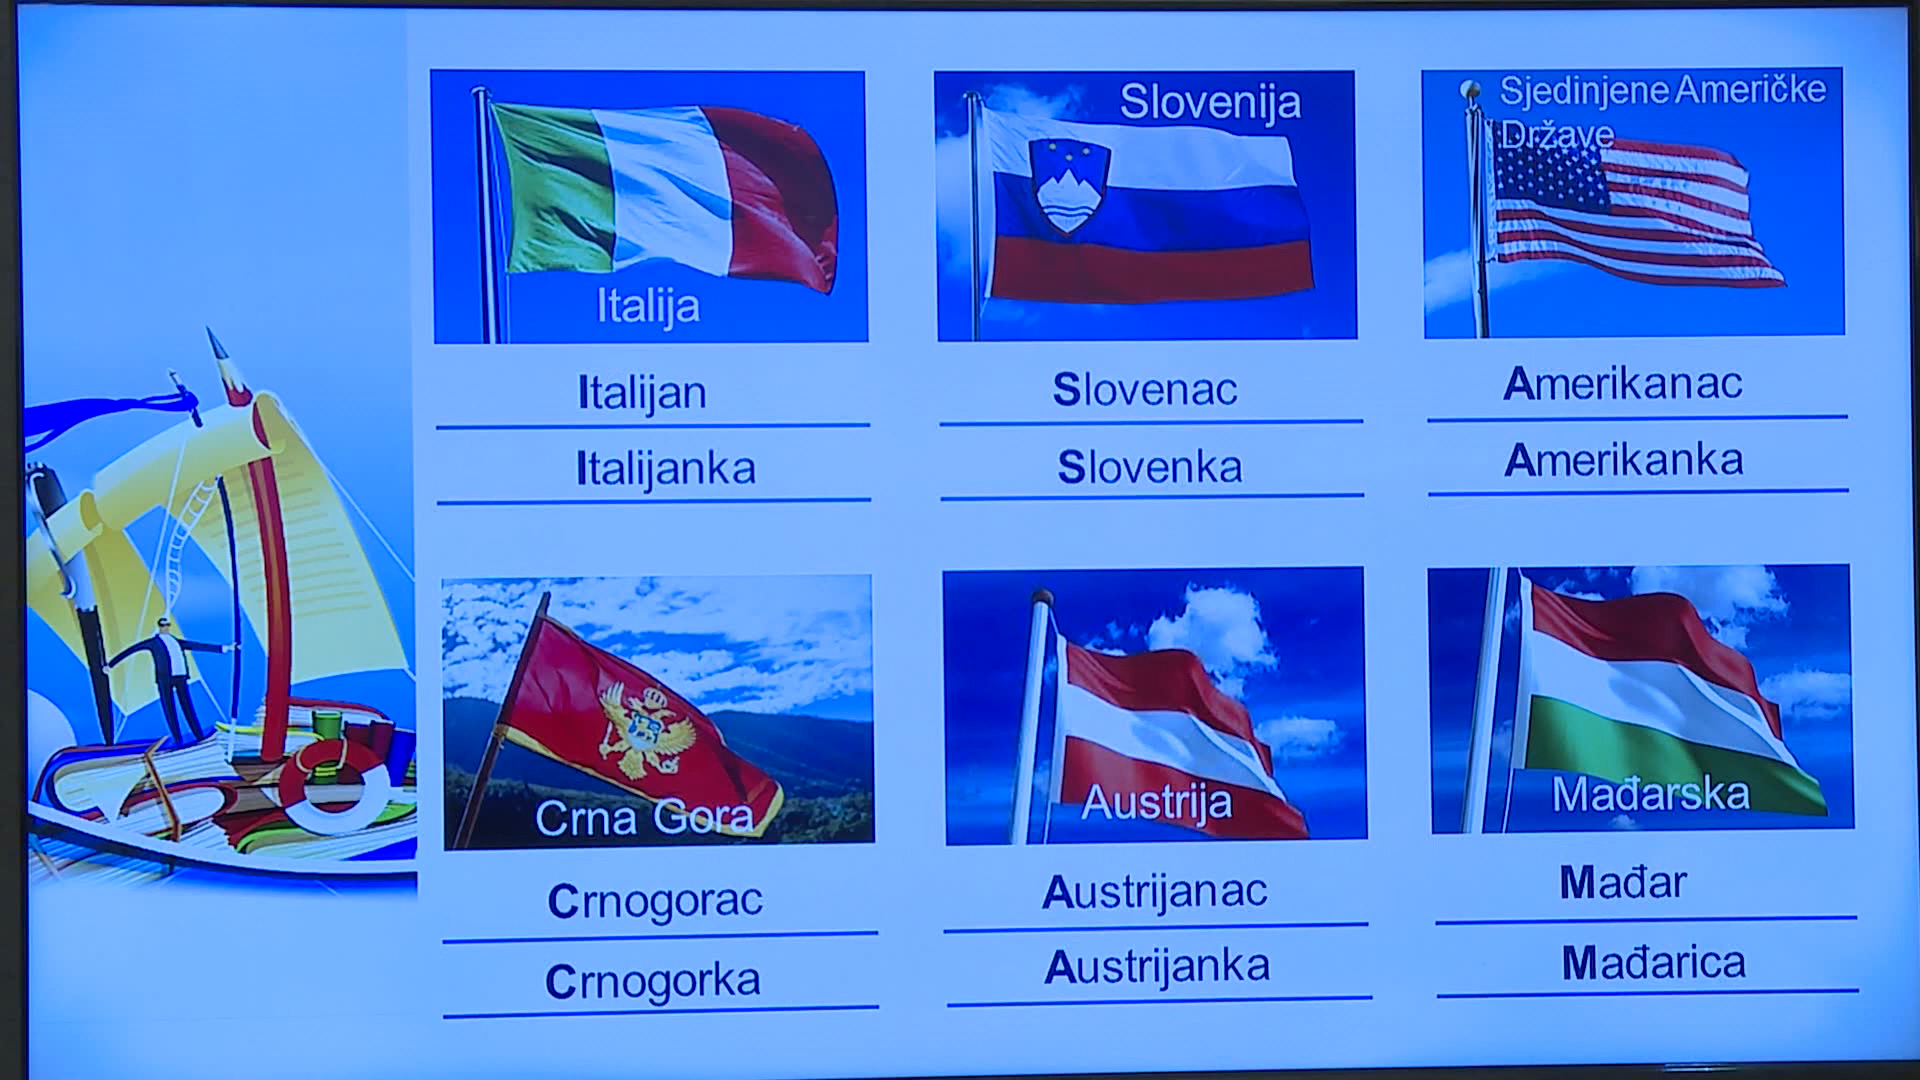 Italija
Italijan
Italijanka
Slovenija
Slovenac
Slovenka
Sjedinjene Američke
Države
Amerikanac
Amerikanka
Crna Gora
Crnogorac
Crnogorka
Austrija
Austrijanac
Austrijanka
Mađarska
Mađar
Mađarica